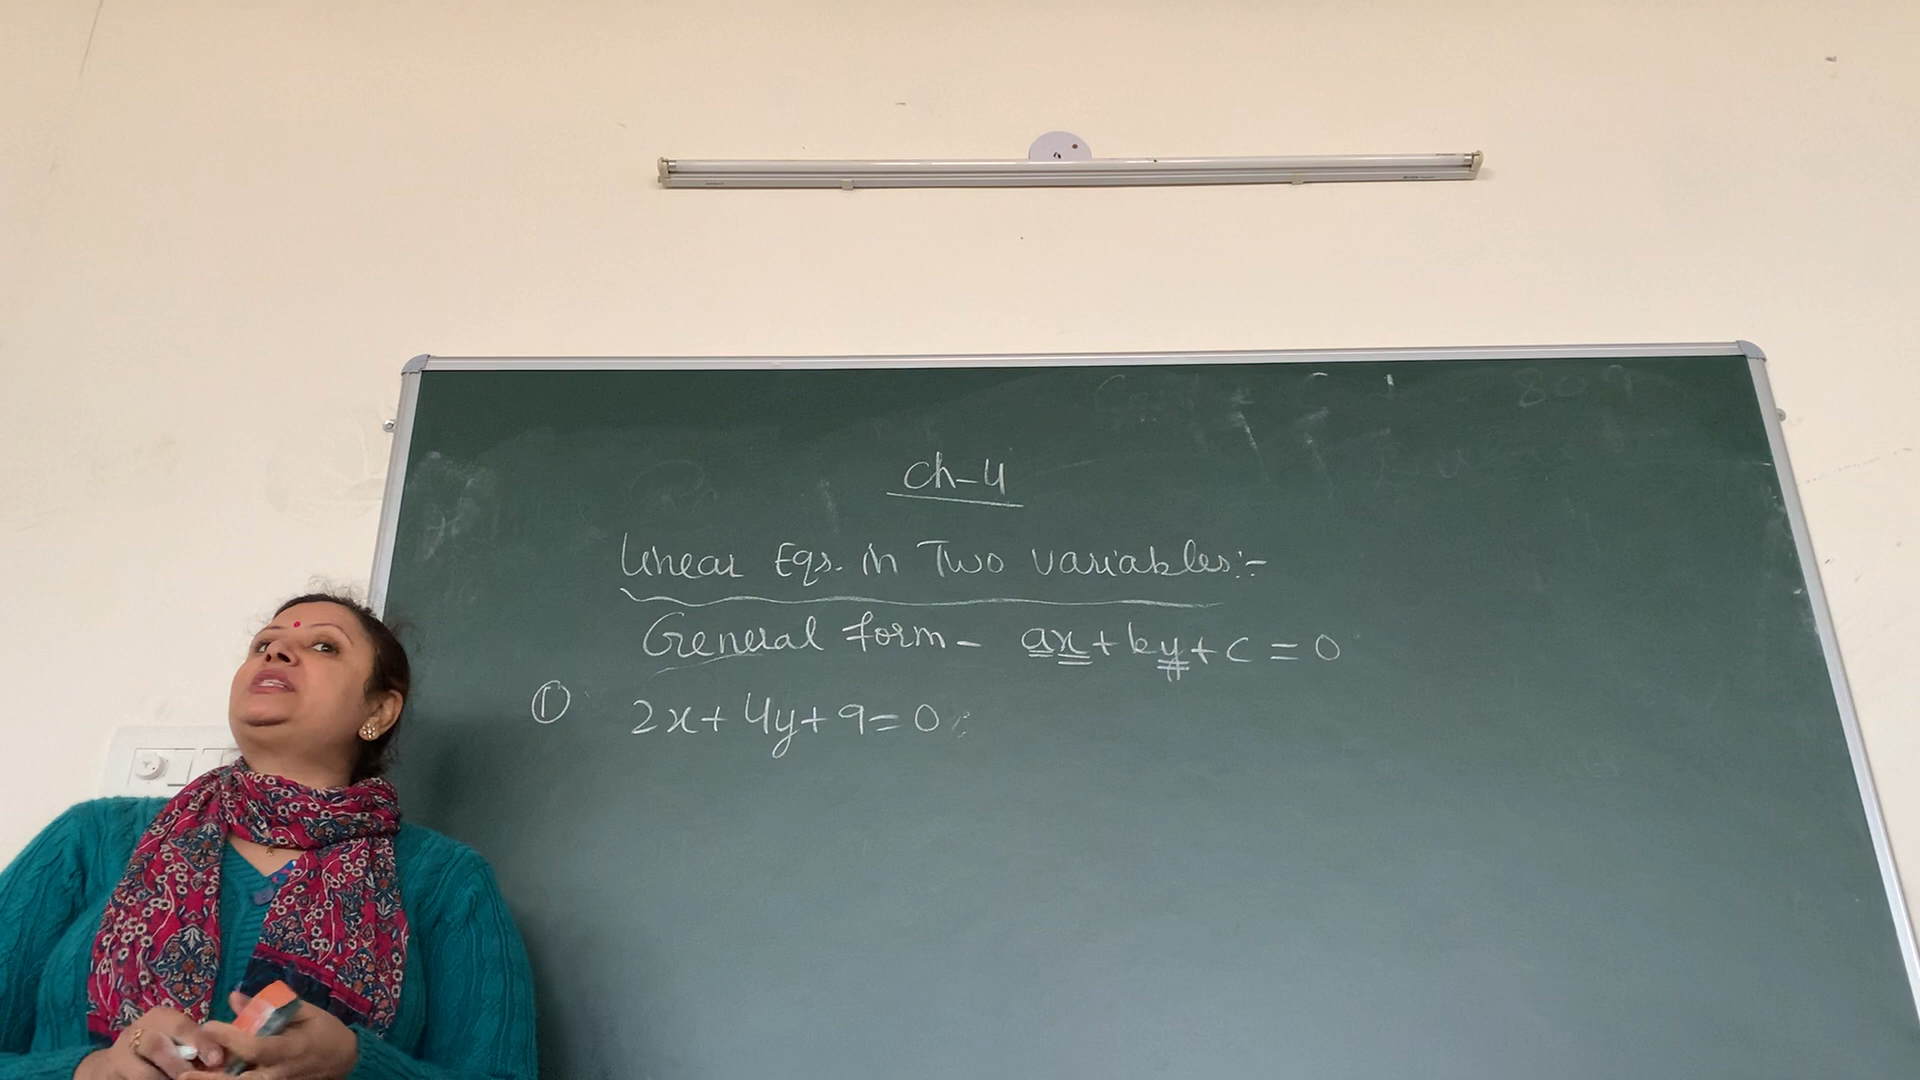 Ch-4
Linear Eqs. in Two variables:-
General form - ax + by + c = 0
① 2x + 4y + 9 = 0